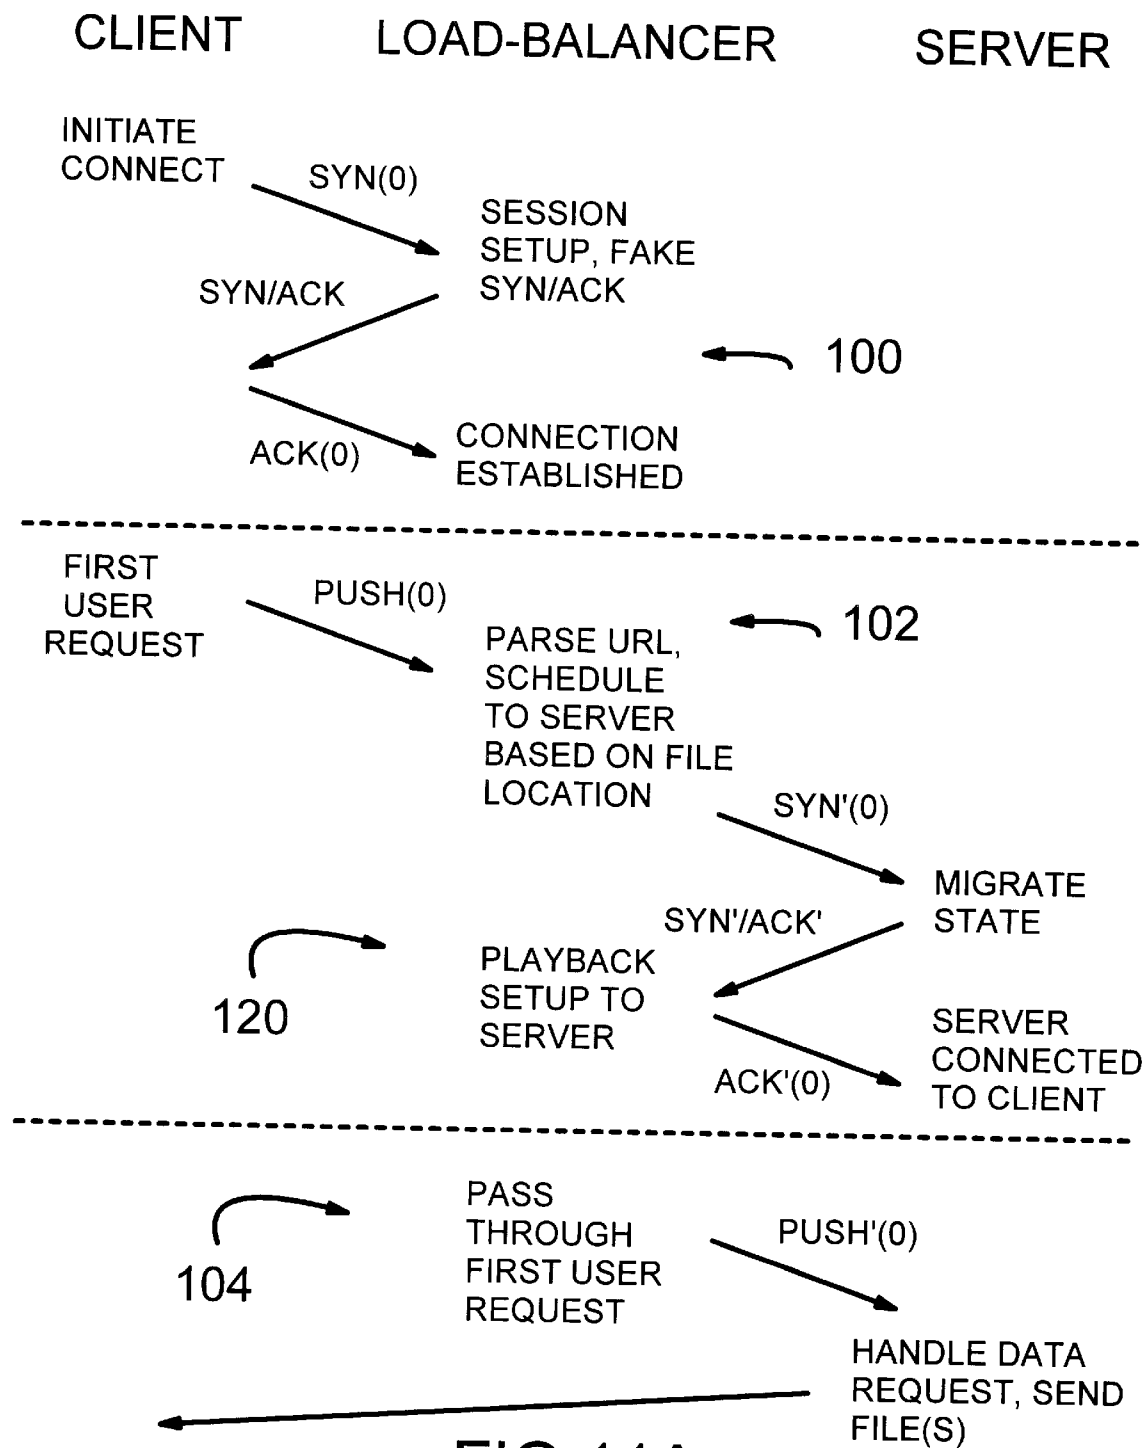 CLIENT LOAD-BALANCER SERVER
INITIATE
CONNECT
SYN(0)
SESSION
SETUP, FAKE
SYN/ACK
SYN/ACK
100
ACK(0)
CONNECTION
ESTABLISHED
FIRST
USER
REQUEST
PUSH(0)
102
PARSE URL,
SCHEDULE
TO SERVER
BASED ON FILE
LOCATION
SYN'(0)
MIGRATE
STATE
SYN'/ACK'
120
PLAYBACK
SETUP TO
SERVER
ACK'(0)
SERVER
CONNECTED
TO CLIENT
104
PASS
THROUGH
FIRST USER
REQUEST
PUSH'(0)
HANDLE DATA
REQUEST, SEND
FILE(S)
FIG.11A